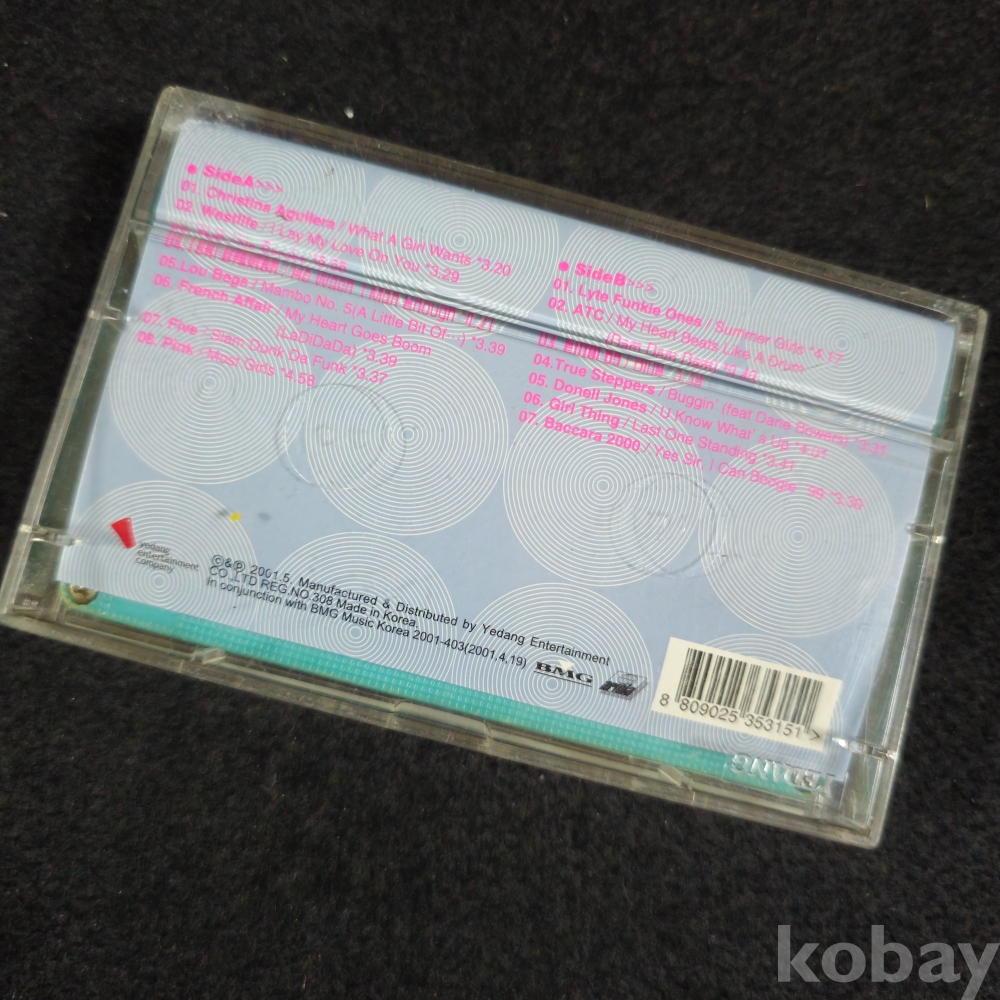 ● SideA>>>
01. Christina Aguilera / What A Girl Wants *3.20
02. Westlife / I Lay My Love On You *3.29
04.
05.Lou Bega / Mambo No. 5(A Little Bit Of...) *3.39
06. French Affair / My Heart Goes Boom
(LaDiDaDa) *3.39
07. Five / Slam Dunk Da Funk *3.37
08. Pink / Most Girls *4.58
● SideB>>>
01. Lyte Funkie Ones / Summer Girls *4.17
02. ATC / My Heart Beats Like A Drum
04.True Steppers / Buggin' (feat Dane Bowers) *3.21
05. Donell Jones / U Know What's Up *4.01
06. Girl Thing / Last One Standing *3.41
07. Baccara 2000 / Yes Sir, I Can Boogie 99 *3.39
yedang
entertainment
company
©&℗ 2001.5. Manufactured & Distributed by Yedang Entertainment
CO.,LTD REG.NO.308 Made in Korea.
In conjunction with BMG Music Korea 2001-403(2001,4,19) BMG
8 809025 353151 >
YEDANG
kobay